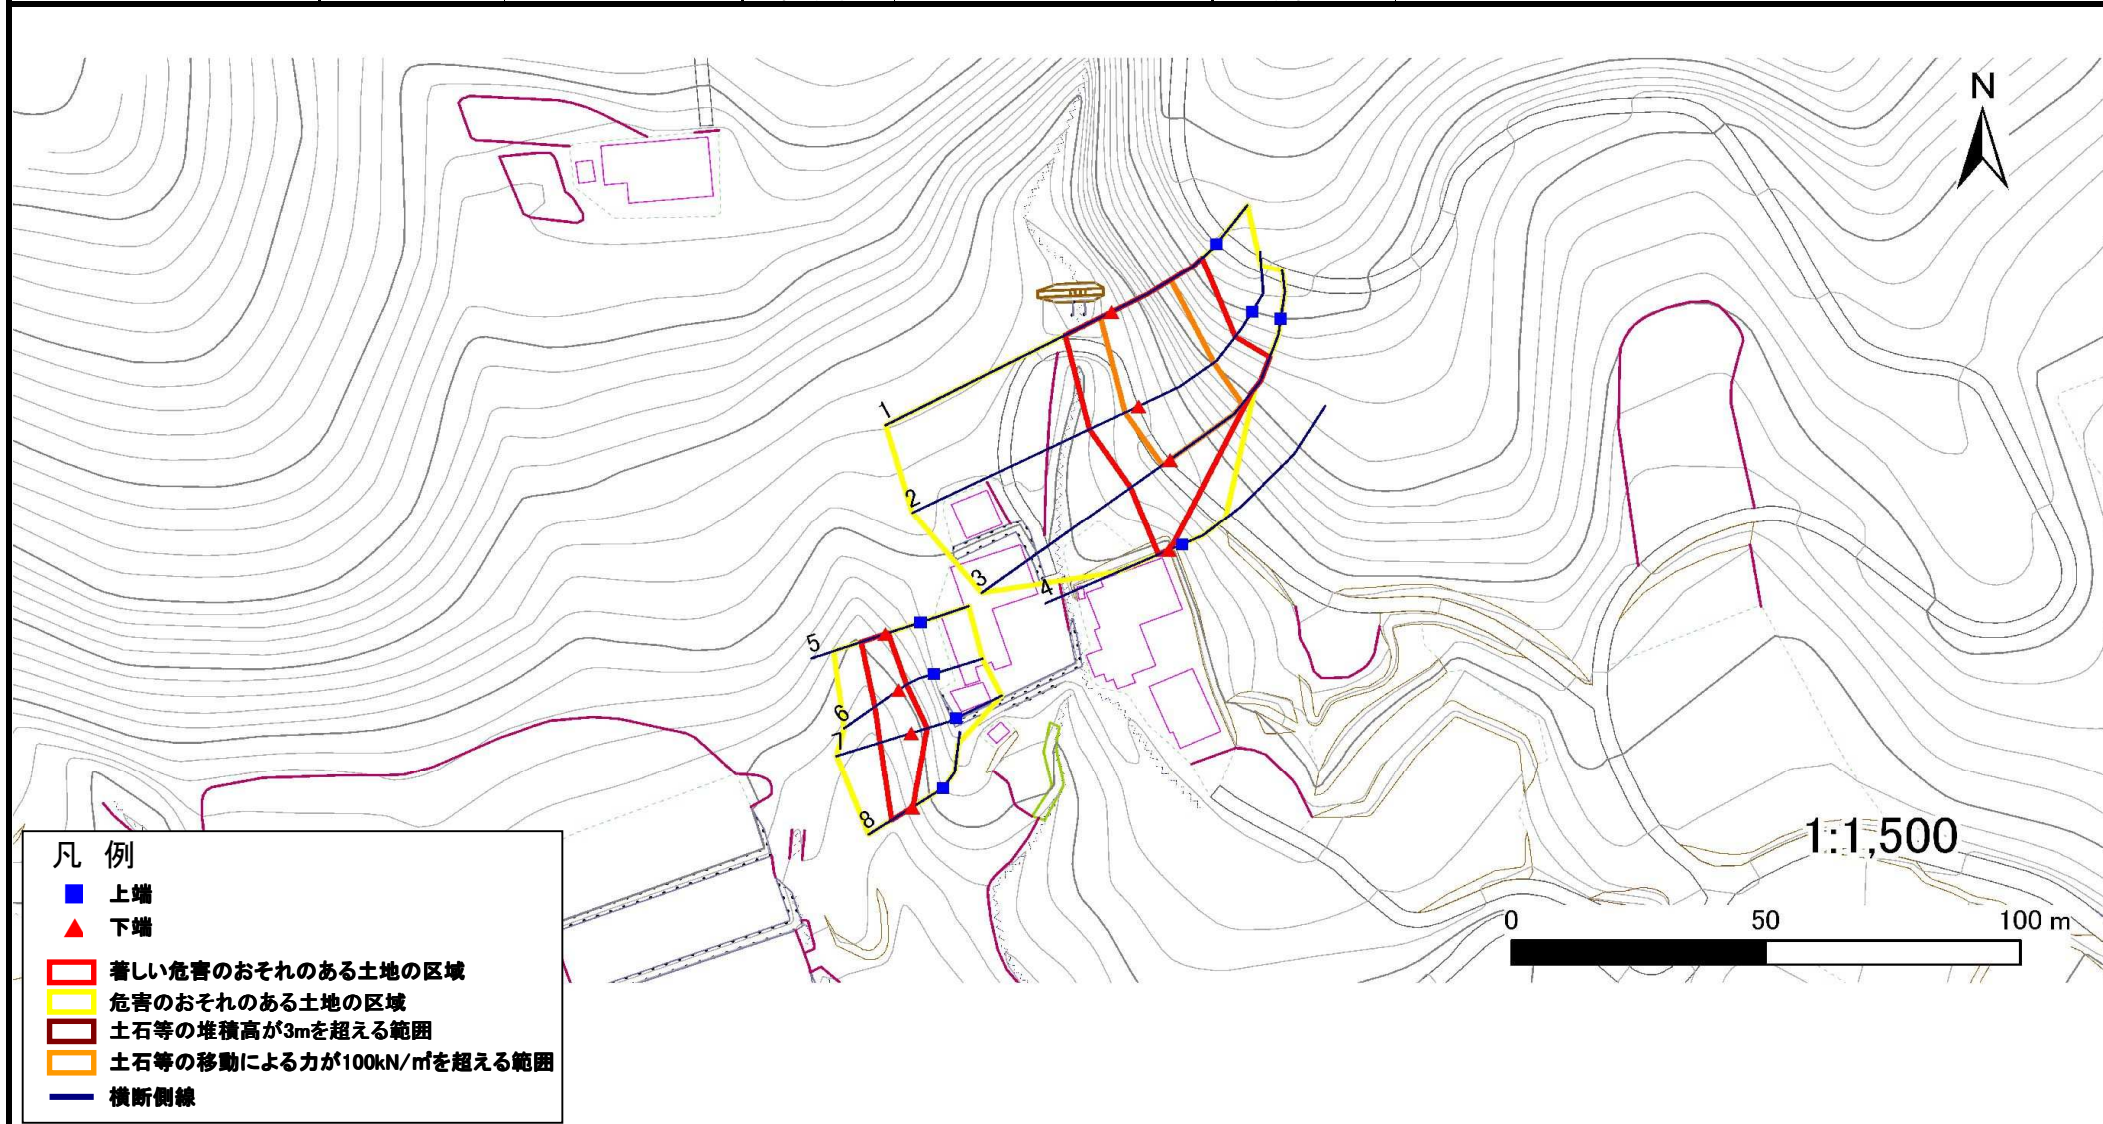 N
1
2
3
4
5
6
7
8
1:1,500
0 50 100 m
凡 例
上端
下端
著しい危害のおそれのある土地の区域
危害のおそれのある土地の区域
土石等の堆積高が3mを超える範囲
土石等の移動による力が100kN/㎡を超える範囲
横断側線